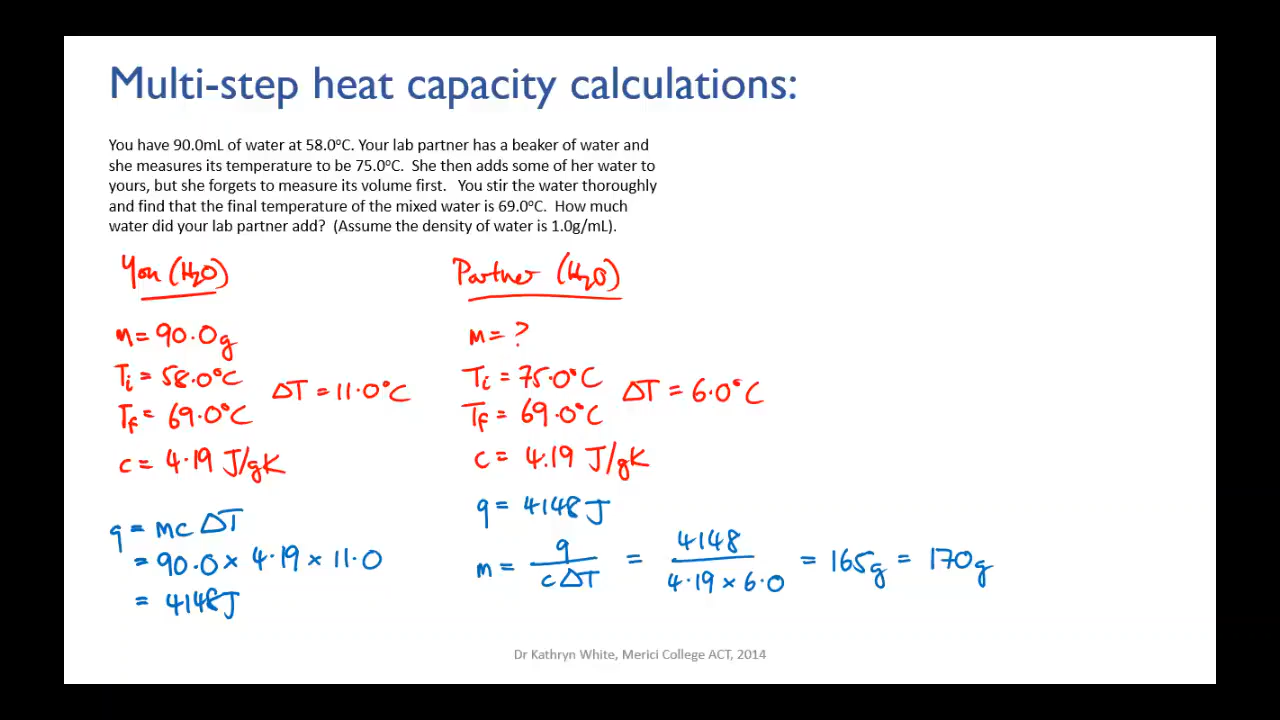 Multi-step heat capacity calculations:
You have 90.0mL of water at 58.0°C. Your lab partner has a beaker of water and
she measures its temperature to be 75.0°C. She then adds some of her water to
yours, but she forgets to measure its volume first. You stir the water thoroughly
and find that the final temperature of the mixed water is 69.0°C. How much
water did your lab partner add? (Assume the density of water is 1.0g/mL).
You (H₂O)
m = 90.0g
Ti = 58.0°C
Tf = 69.0°C
ΔT = 11.0°C
c = 4.19 J/gK
q = mc ΔT
= 90.0 × 4.19 × 11.0
= 4148J
Partner (H₂O)
m = ?
Ti = 75.0°C
Tf = 69.0°C
ΔT = 6.0°C
c = 4.19 J/gK
q = 4148J
m = q / cΔT = 4148 / 4.19 × 6.0 = 165g = 170g
Dr Kathryn White, Merici College ACT, 2014